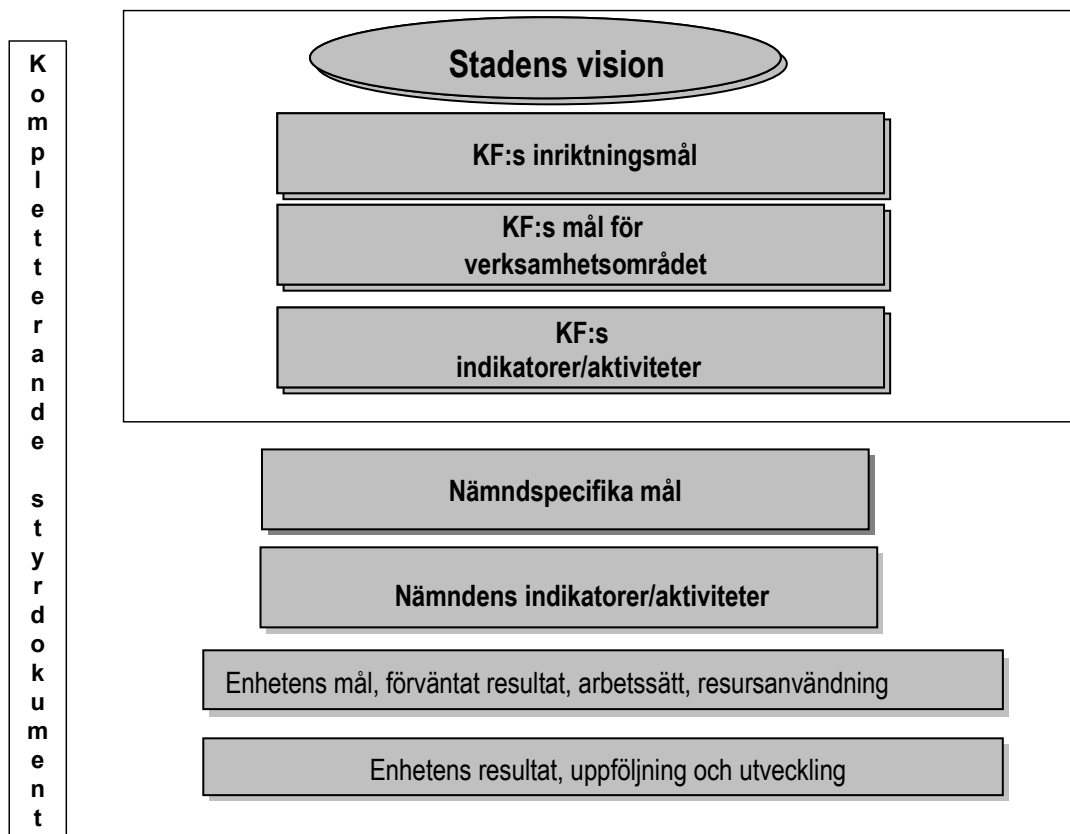 Kompletterande styrdokument
Stadens vision
KF:s inriktningsmål
KF:s mål för
verksamhetsområdet
KF:s
indikatorer/aktiviteter
Nämndspecifika mål
Nämndens indikatorer/aktiviteter
Enhetens mål, förväntat resultat, arbetssätt, resursanvändning
Enhetens resultat, uppföljning och utveckling